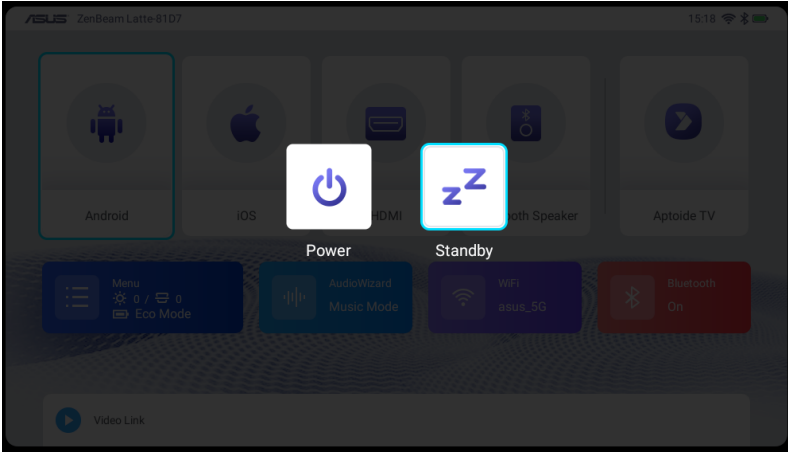 ASUS ZenBeam Latte-8107
15:18
Android
iOS
HDMI
oth Speaker
Aptoide TV
Power
Standby
Menu
0 / 0
Eco Mode
AudioWizard
Music Mode
WiFi
asus_5G
Bluetooth
On
Video Link